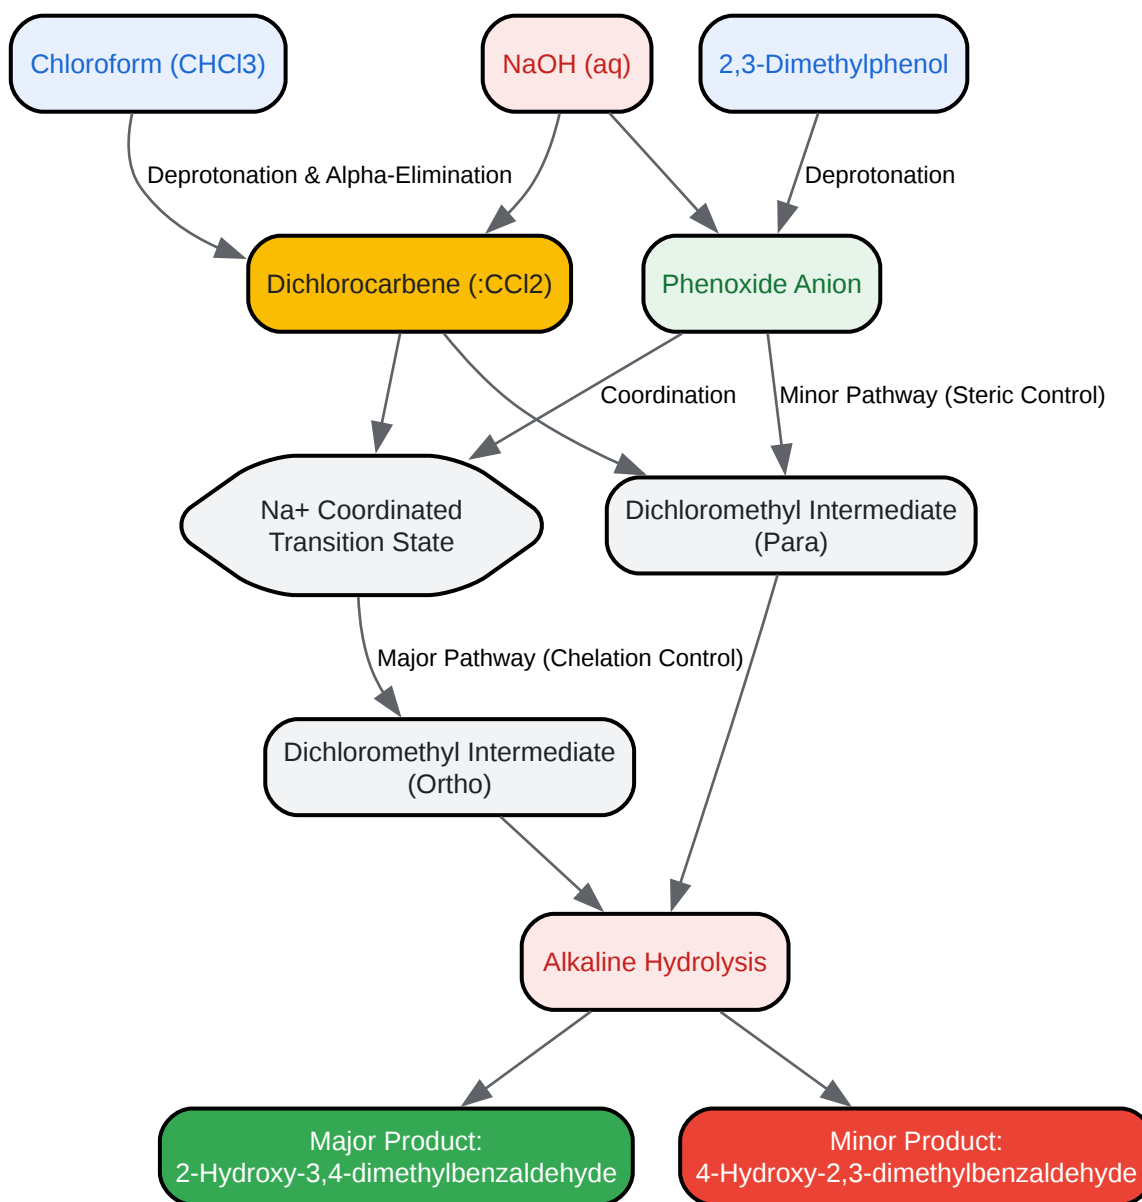 Chloroform (CHCl3)
NaOH (aq)
2,3-Dimethylphenol
Deprotonation & Alpha-Elimination
Deprotonation
Dichlorocarbene (:CCl2)
Phenoxide Anion
Coordination
Minor Pathway (Steric Control)
Na+ Coordinated
Transition State
Dichloromethyl Intermediate
(Para)
Major Pathway (Chelation Control)
Dichloromethyl Intermediate
(Ortho)
Alkaline Hydrolysis
Major Product:
2-Hydroxy-3,4-dimethylbenzaldehyde
Minor Product:
4-Hydroxy-2,3-dimethylbenzaldehyde